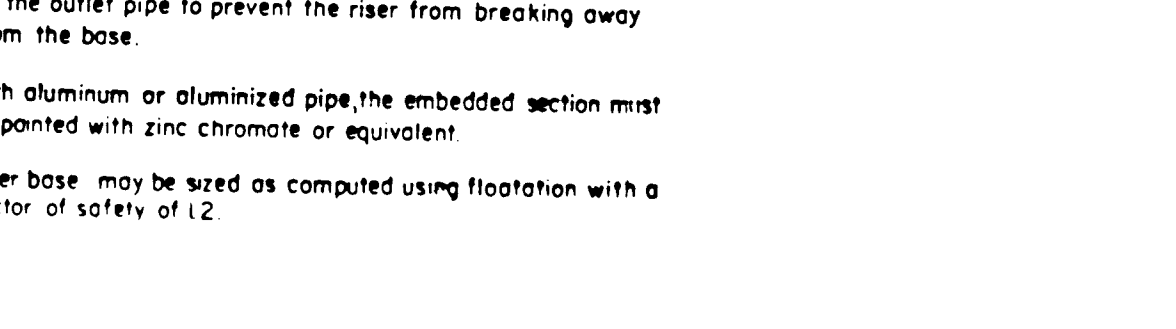 the outlet pipe to prevent the riser from breaking away
om the base.
h aluminum or aluminized pipe, the embedded section must
painted with zinc chromate or equivalent.
er base may be sized as computed using floatation with a
tor of safety of 1.2.